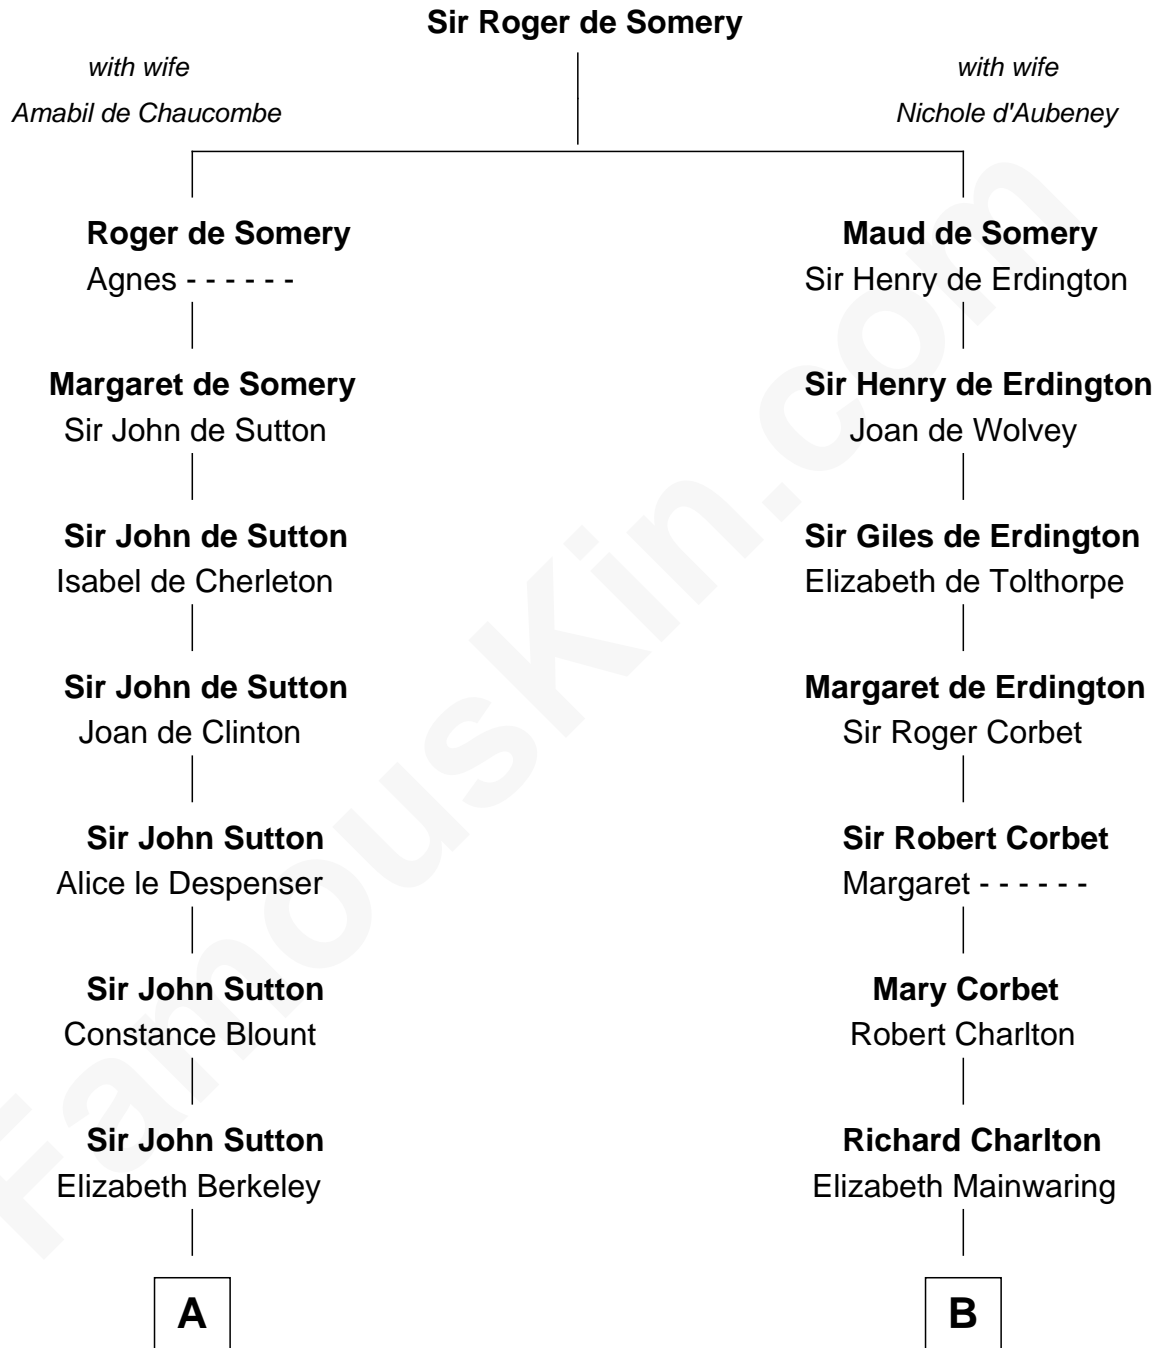 Sir Roger de Somery
with wife
Amabil de Chaucombe
with wife
Nichole d'Aubeney
Roger de Somery
Agnes - - - - - -
Maud de Somery
Sir Henry de Erdington
Margaret de Somery
Sir John de Sutton
Sir Henry de Erdington
Joan de Wolvey
Sir John de Sutton
Isabel de Cherleton
Sir Giles de Erdington
Elizabeth de Tolthorpe
Sir John de Sutton
Joan de Clinton
Margaret de Erdington
Sir Roger Corbet
Sir John Sutton
Alice le Despenser
Sir Robert Corbet
Margaret - - - - - -
Sir John Sutton
Constance Blount
Mary Corbet
Robert Charlton
Sir John Sutton
Elizabeth Berkeley
Richard Charlton
Elizabeth Mainwaring
A
B
FamousKin.com